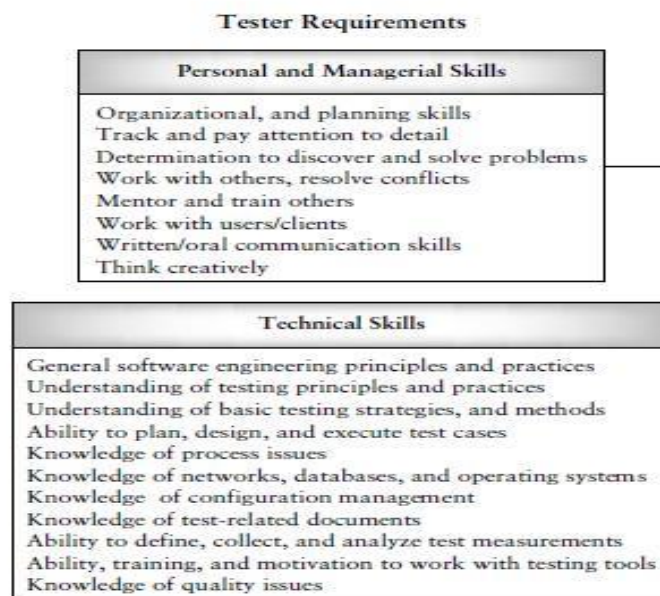 Tester Requirements
Personal and Managerial Skills
Organizational, and planning skills
Track and pay attention to detail
Determination to discover and solve problems
Work with others, resolve conflicts
Mentor and train others
Work with users/clients
Written/oral communication skills
Think creatively
Technical Skills
General software engineering principles and practices
Understanding of testing principles and practices
Understanding of basic testing strategies, and methods
Ability to plan, design, and execute test cases
Knowledge of process issues
Knowledge of networks, databases, and operating systems
Knowledge of configuration management
Knowledge of test-related documents
Ability to define, collect, and analyze test measurements
Ability, training, and motivation to work with testing tools
Knowledge of quality issues